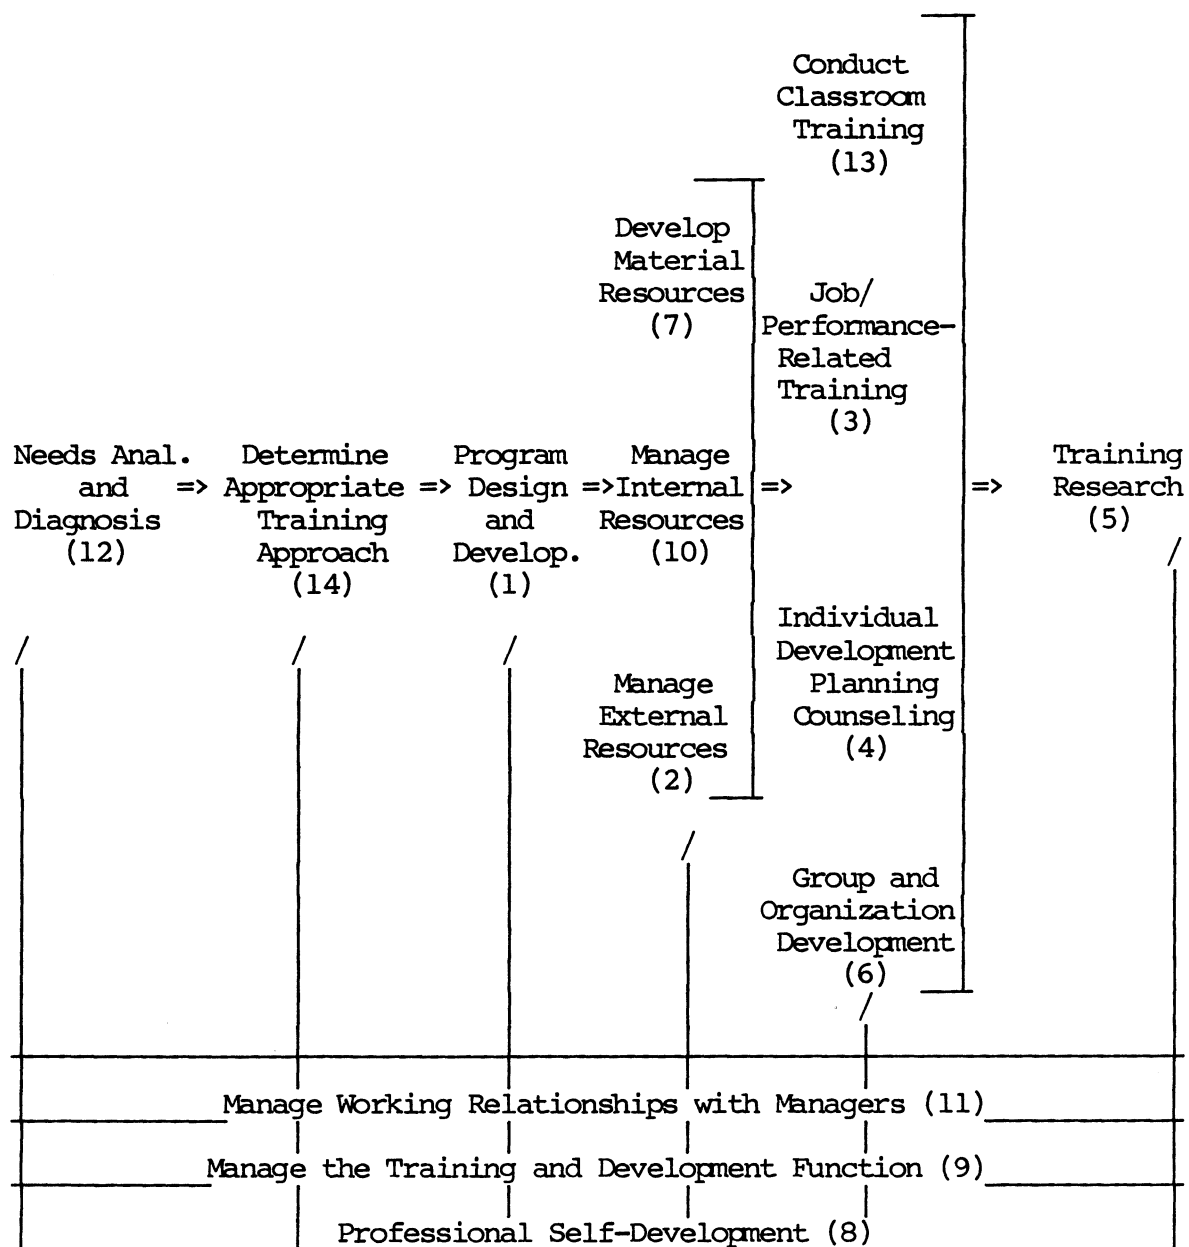 Conduct
Classroom
Training
(13)
Develop
Material
Resources
(7)
Job/
Performance-
Related
Training
(3)
Needs Anal.
and
Diagnosis
(12)
=>
Determine
Appropriate
Training
Approach
(14)
=>
Program
Design
and
Develop.
(1)
=>
Manage
Internal
Resources
(10)
=>
=>
Training
Research
(5)
Individual
Development
Planning
Counseling
(4)
Manage
External
Resources
(2)
Group and
Organization
Development
(6)
/
/
/
/
/
/
Manage Working Relationships with Managers (11)
Manage the Training and Development Function (9)
Professional Self-Development (8)